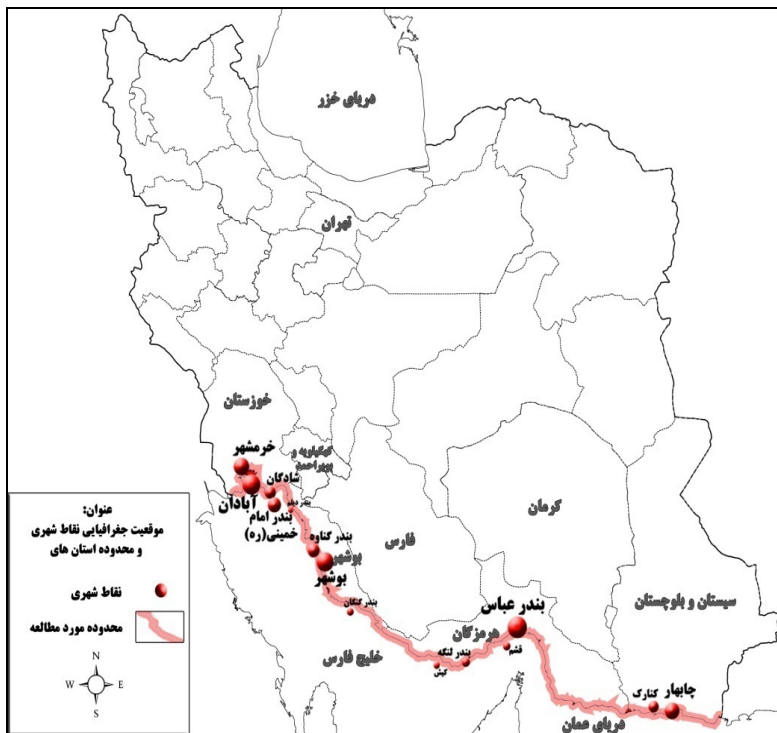 دریای خزر
تهران
خوزستان
کهگیلویه و
بویراحمد
خرمشهر
شادگان
آبادان
بندر دیلم
بندر امام
خمینی(ره)
کرمان
فارس
بندر گناوه
بوشهر
بوشهر
سیستان و بلوچستان
بندر کنگان
بندر عباس
هرمزگان
قشم
بندر لنگه
کیش
خلیج فارس
کنارک
چابهار
دریای عمان
عنوان:
موقعیت جغرافیایی نقاط شهری
و محدوده استان های
نقاط شهری
محدوده مورد مطالعه
N
W
E
S